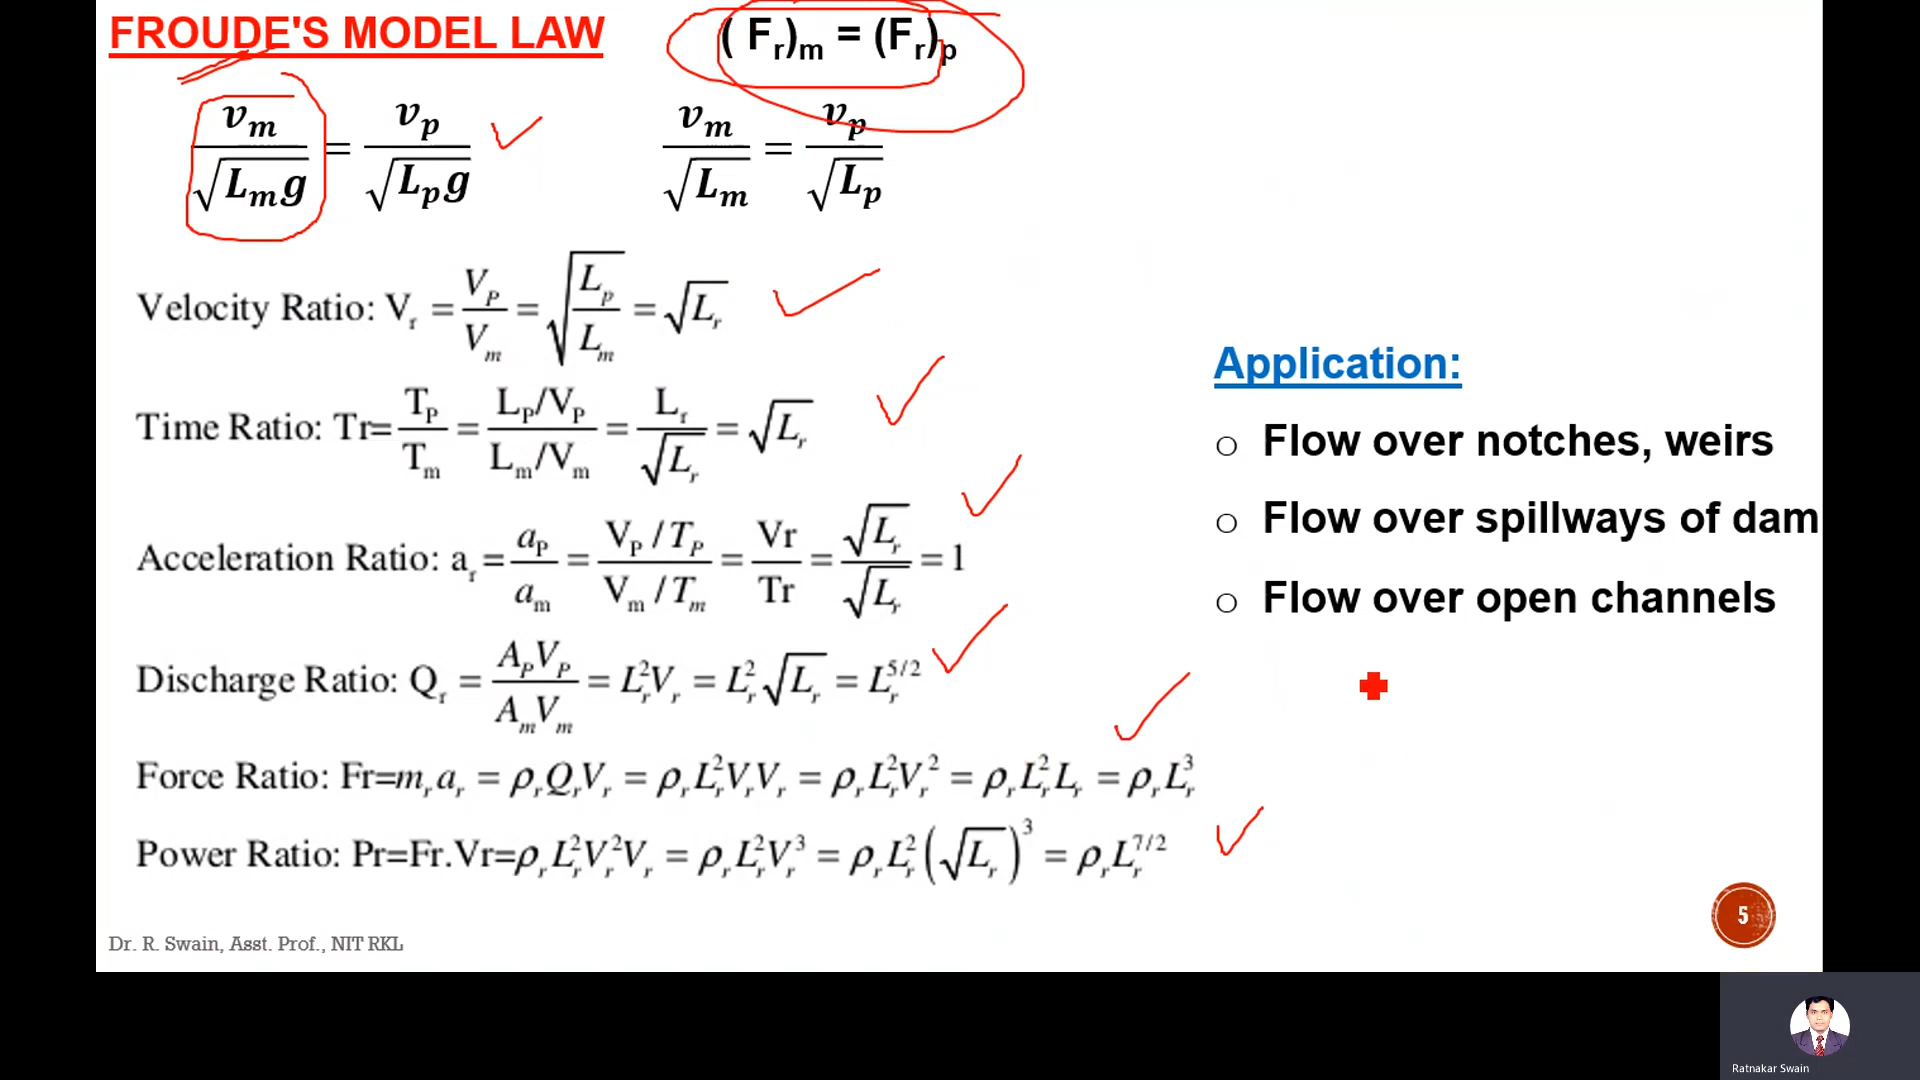 FROUDE'S MODEL LAW
( Fr)m = (Fr)p
vm/√(Lmg) = vp/√(Lpg)
vm/√Lm = vp/√Lp
Velocity Ratio: Vr = VP/Vm = √(Lp/Lm) = √Lr
Time Ratio: Tr= TP/Tm = (LP/VP)/(Lm/Vm) = Lr/√Lr = √Lr
Acceleration Ratio: ar = aP/am = (VP/TP)/(Vm/Tm) = Vr/Tr = √Lr/√Lr = 1
Discharge Ratio: Qr = APVP/AmVm = Lr²Vr = Lr²√Lr = Lr^5/2
Force Ratio: Fr=mrar = ρrQrVr = ρrLr²VrVr = ρrLr²Vr² = ρrLr²Lr = ρrLr³
Power Ratio: Pr=Fr.Vr=ρrLr²Vr²Vr = ρrLr²Vr³ = ρrLr²(√Lr)³ = ρrLr^7/2
Application:
o Flow over notches, weirs
o Flow over spillways of dam
o Flow over open channels
5
Dr. R. Swain, Asst. Prof., NIT RKL
Ratnakar Swain